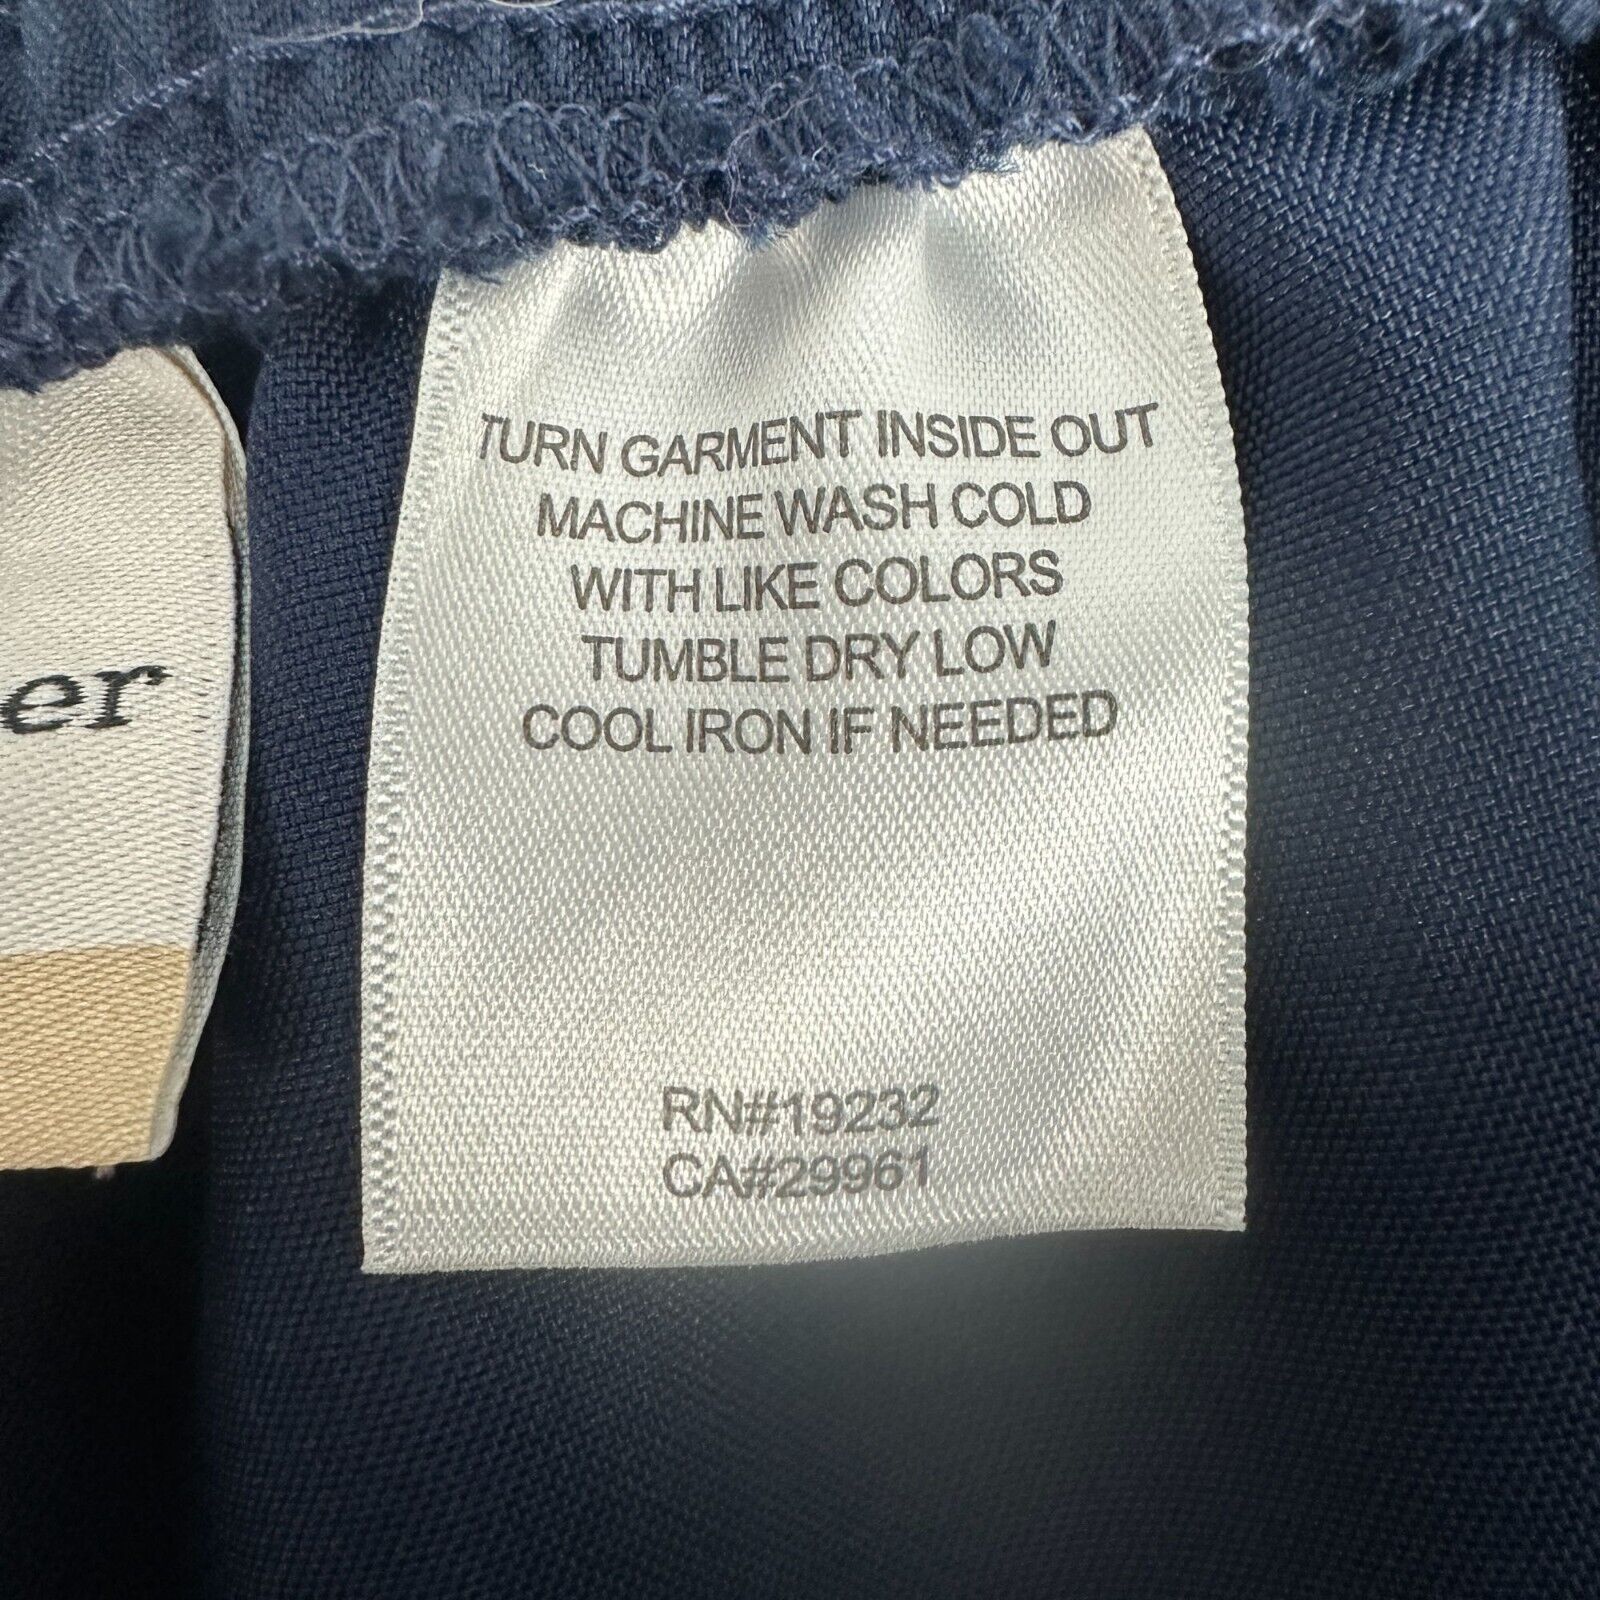 TURN GARMENT INSIDE OUT
MACHINE WASH COLD
WITH LIKE COLORS
TUMBLE DRY LOW
COOL IRON IF NEEDED
RN#19232
CA#29961
er